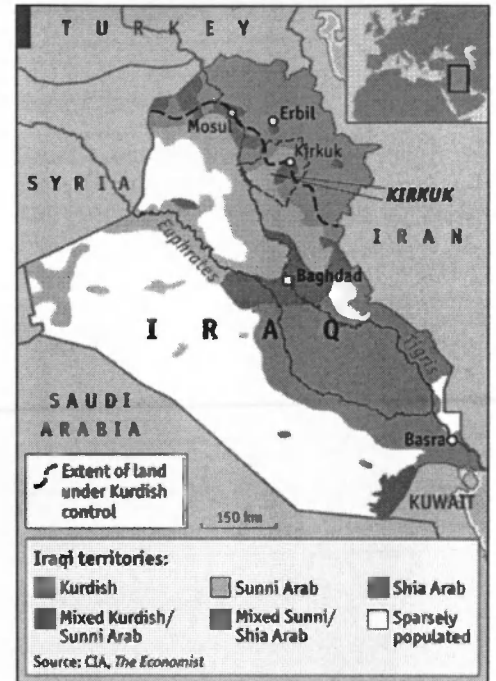 TURKEY
Erbil
Mosul
Kirkuk
SYRIA
KIRKUK
IRAN
Euphrates
Baghdad
IRAQ
Tigris
SAUDI
ARABIA
Basra
Extent of land
under Kurdish
control
KUWAIT
150 km
Iraqi territories:
Kurdish
Sunni Arab
Shia Arab
Mixed Kurdish/
Sunni Arab
Mixed Sunni/
Shia Arab
Sparsely
populated
Source: CIA, The Economist